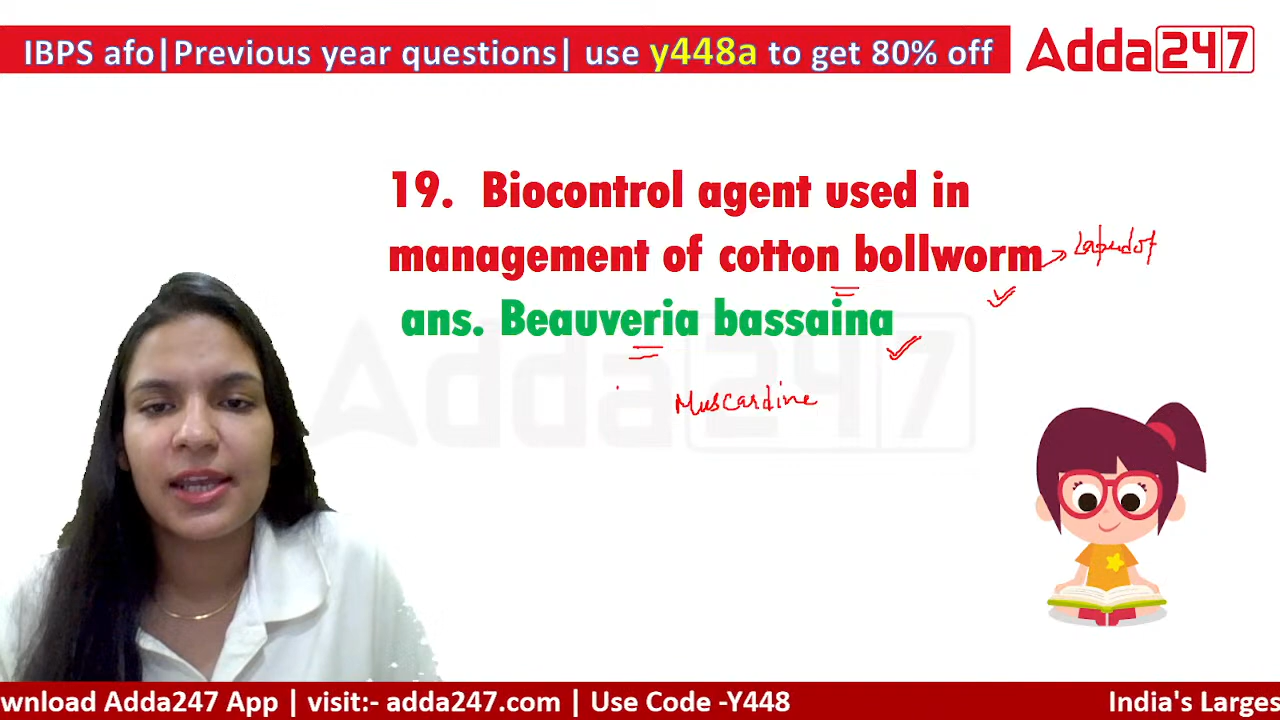 IBPS afo|Previous year questions| use y448a to get 80% off
Adda247
19. Biocontrol agent used in
management of cotton bollworm
ans. Beauveria bassaina
Muscardine
Adda247
wnload Adda247 App | visit:- adda247.com | Use Code -Y448
India's Larges